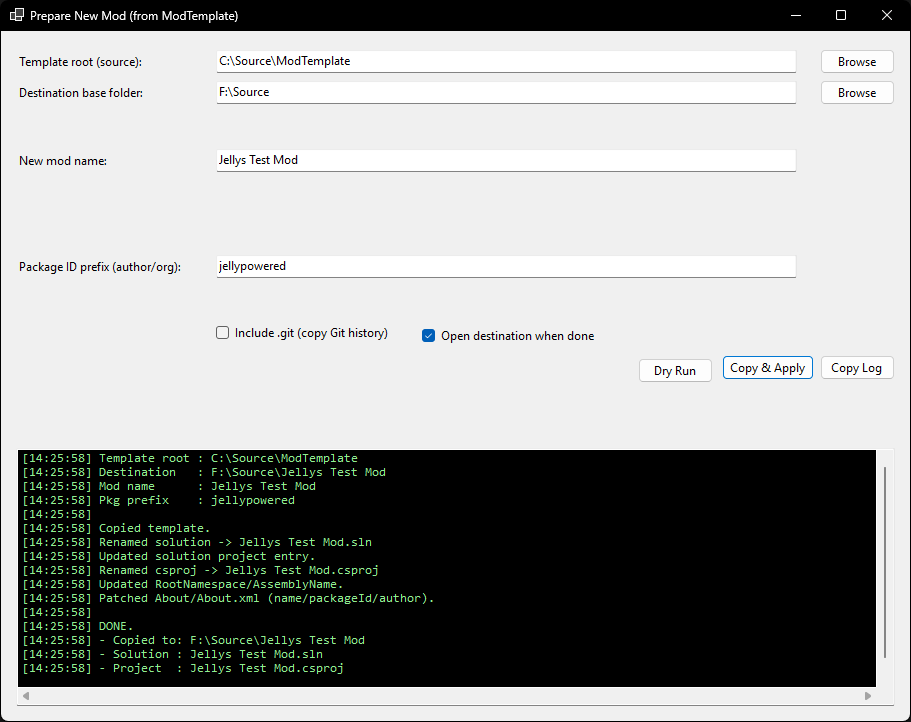 Prepare New Mod (from ModTemplate)
Template root (source): C:\Source\ModTemplate Browse
Destination base folder: F:\Source Browse
New mod name: Jellys Test Mod
Package ID prefix (author/org): jellypowered
Include .git (copy Git history) Open destination when done
Dry Run Copy & Apply Copy Log
[14:25:58] Template root : C:\Source\ModTemplate
[14:25:58] Destination   : F:\Source\Jellys Test Mod
[14:25:58] Mod name      : Jellys Test Mod
[14:25:58] Pkg prefix    : jellypowered
[14:25:58]
[14:25:58] Copied template.
[14:25:58] Renamed solution -> Jellys Test Mod.sln
[14:25:58] Updated solution project entry.
[14:25:58] Renamed csproj -> Jellys Test Mod.csproj
[14:25:58] Updated RootNamespace/AssemblyName.
[14:25:58] Patched About/About.xml (name/packageId/author).
[14:25:58]
[14:25:58] DONE.
[14:25:58] - Copied to: F:\Source\Jellys Test Mod
[14:25:58] - Solution : Jellys Test Mod.sln
[14:25:58] - Project  : Jellys Test Mod.csproj